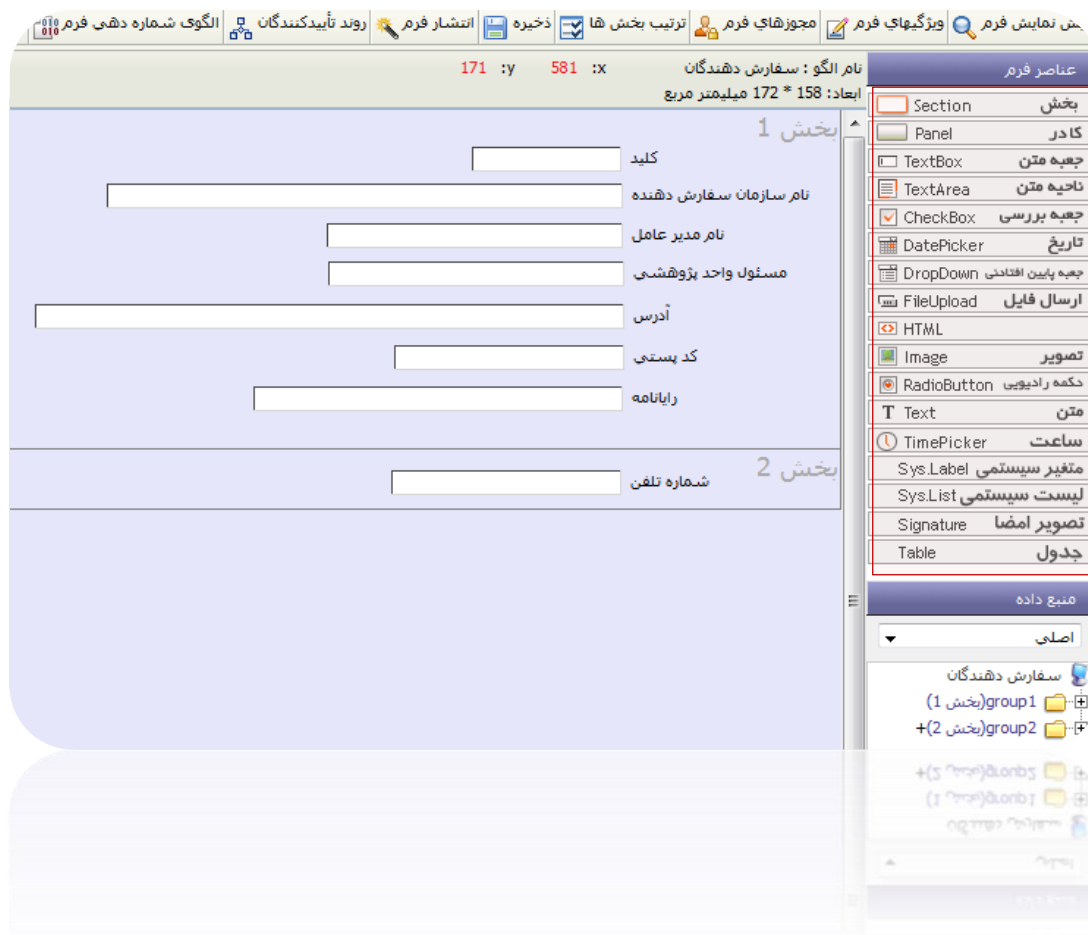 پیش نمایش فرم ویژگیهاي فرم مجوزهاي فرم ترتیب بخش ها ذخیره انتشار فرم روند تأییدکنندگان الگوی شماره دهی فرم
عناصر فرم
بخش Section
کادر Panel
جعبه متن TextBox
ناحیه متن TextArea
جعبه بررسی CheckBox
تاریخ DatePicker
جعبه پایین افتادنی DropDown
ارسال فایل FileUpload
HTML
تصویر Image
دکمه رادیویی RadioButton
متن Text
ساعت TimePicker
متغیر سیستمی Sys.Label
لیست سیستمی Sys.List
تصویر امضا Signature
جدول Table
منبع داده
اصلي
سفارش دهندگان
group1(بخش 1)
group2(بخش 2)+
نام الگو : سفارش دهندگان x: 581 y: 171
ابعاد: 158 * 172 میلیمتر مربع
بخش 1
کلید
نام سازمان سفارش دهنده
نام مدیر عامل
مسئول واحد پژوهشی
آدرس
کد پستی
رایانامه
بخش 2
شماره تلفن